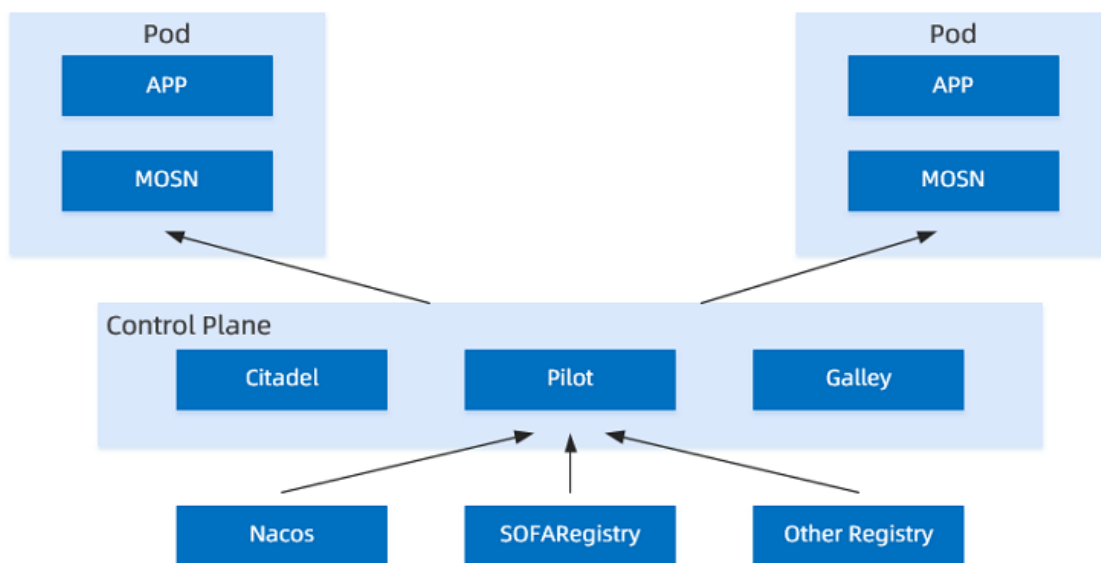 Pod
Pod
APP
APP
MOSN
MOSN
Control Plane
Citadel
Pilot
Galley
Nacos
SOFARegistry
Other Registry